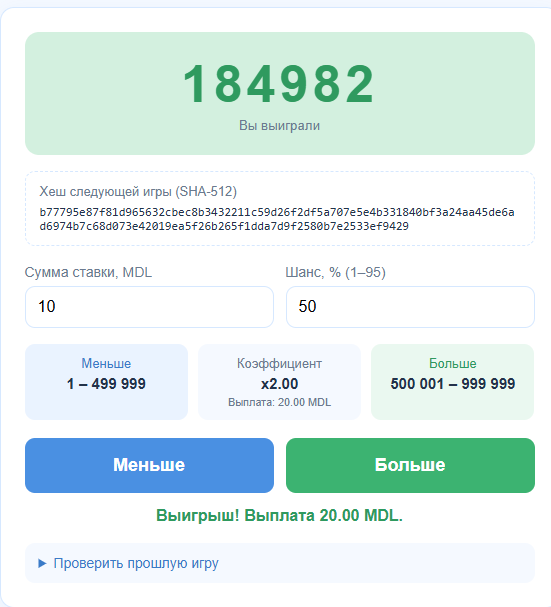 184982
Вы выиграли
Хеш следующей игры (SHA-512)
b77795e87f81d965632cbec8b3432211c59d26f2df5a707e5e4b331840bf3a24aa45de6a
d6974b7c68d073e42019ea5f26b265f1dda7d9f2580b7e2533ef9429
Сумма ставки, MDL
Шанс, % (1–95)
10
50
Меньше
1 – 499 999
Коэффициент
x2.00
Выплата: 20.00 MDL
Больше
500 001 – 999 999
Меньше
Больше
Выигрыш! Выплата 20.00 MDL.
▶ Проверить прошлую игру